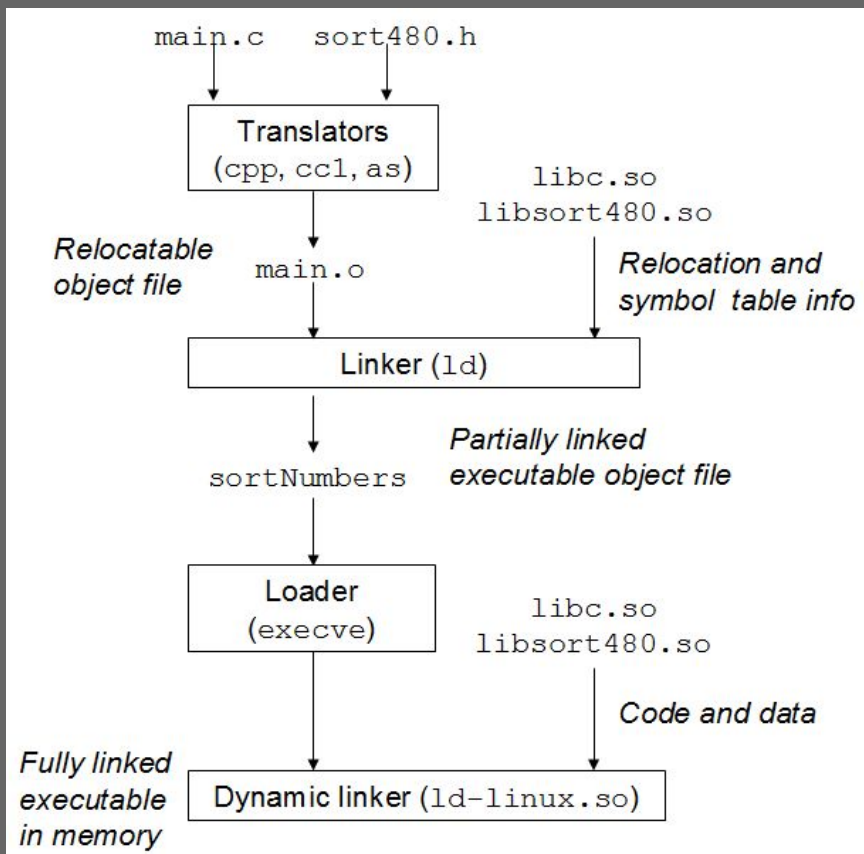 main.c sort480.h
Translators
(cpp, cc1, as)
libc.so
libsort480.so
Relocatable
object file
main.o
Relocation and
symbol table info
Linker (ld)
Partially linked
executable object file
sortNumbers
Loader
(execve)
libc.so
libsort480.so
Code and data
Fully linked
executable
in memory
Dynamic linker (ld-linux.so)